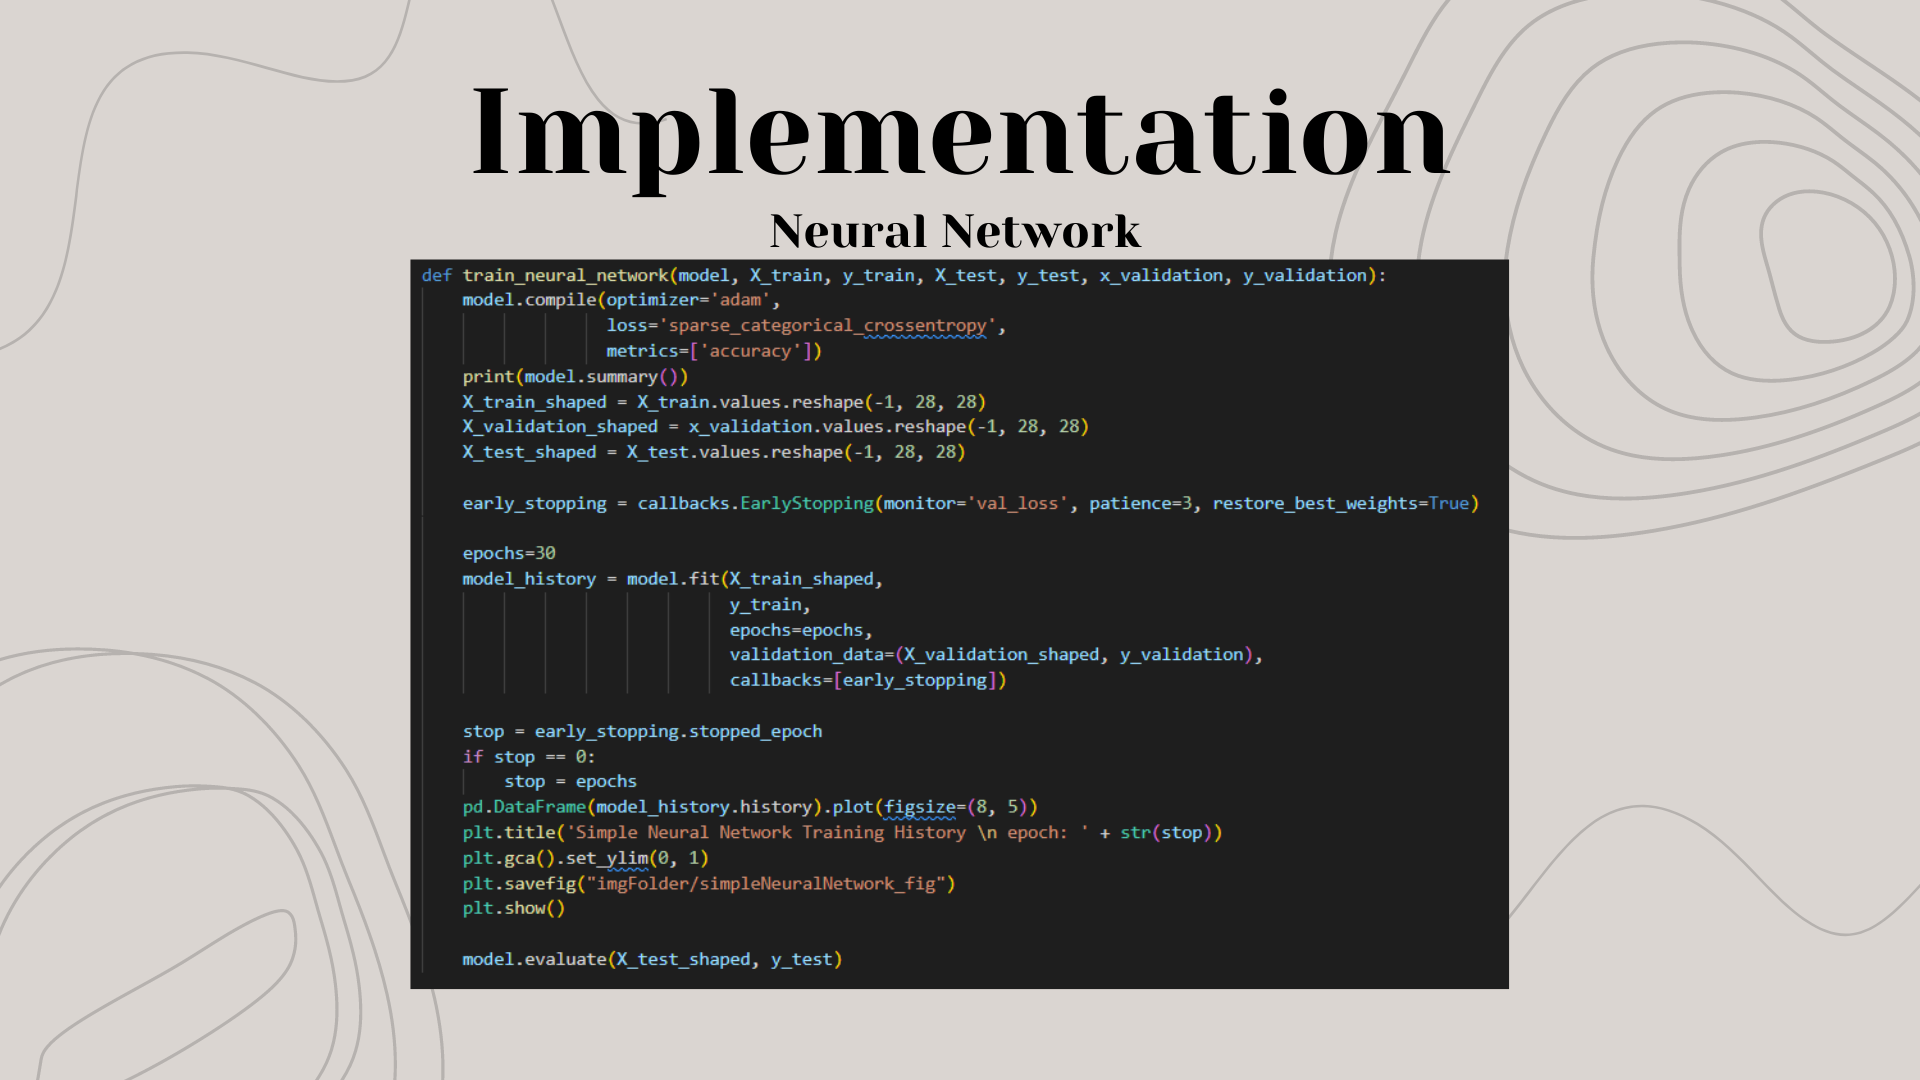 Implementation
Neural Network
def train_neural_network(model, X_train, y_train, X_test, y_test, x_validation, y_validation):
    model.compile(optimizer='adam',
                  loss='sparse_categorical_crossentropy',
                  metrics=['accuracy'])
    print(model.summary())
    X_train_shaped = X_train.values.reshape(-1, 28, 28)
    X_validation_shaped = x_validation.values.reshape(-1, 28, 28)
    X_test_shaped = X_test.values.reshape(-1, 28, 28)
    early_stopping = callbacks.EarlyStopping(monitor='val_loss', patience=3, restore_best_weights=True)
    epochs=30
    model_history = model.fit(X_train_shaped,
                              y_train,
                              epochs=epochs,
                              validation_data=(X_validation_shaped, y_validation),
                              callbacks=[early_stopping])
    stop = early_stopping.stopped_epoch
    if stop == 0:
        stop = epochs
    pd.DataFrame(model_history.history).plot(figsize=(8, 5))
    plt.title('Simple Neural Network Training History \n epoch: ' + str(stop))
    plt.gca().set_ylim(0, 1)
    plt.savefig("imgFolder/simpleNeuralNetwork_fig")
    plt.show()
    model.evaluate(X_test_shaped, y_test)